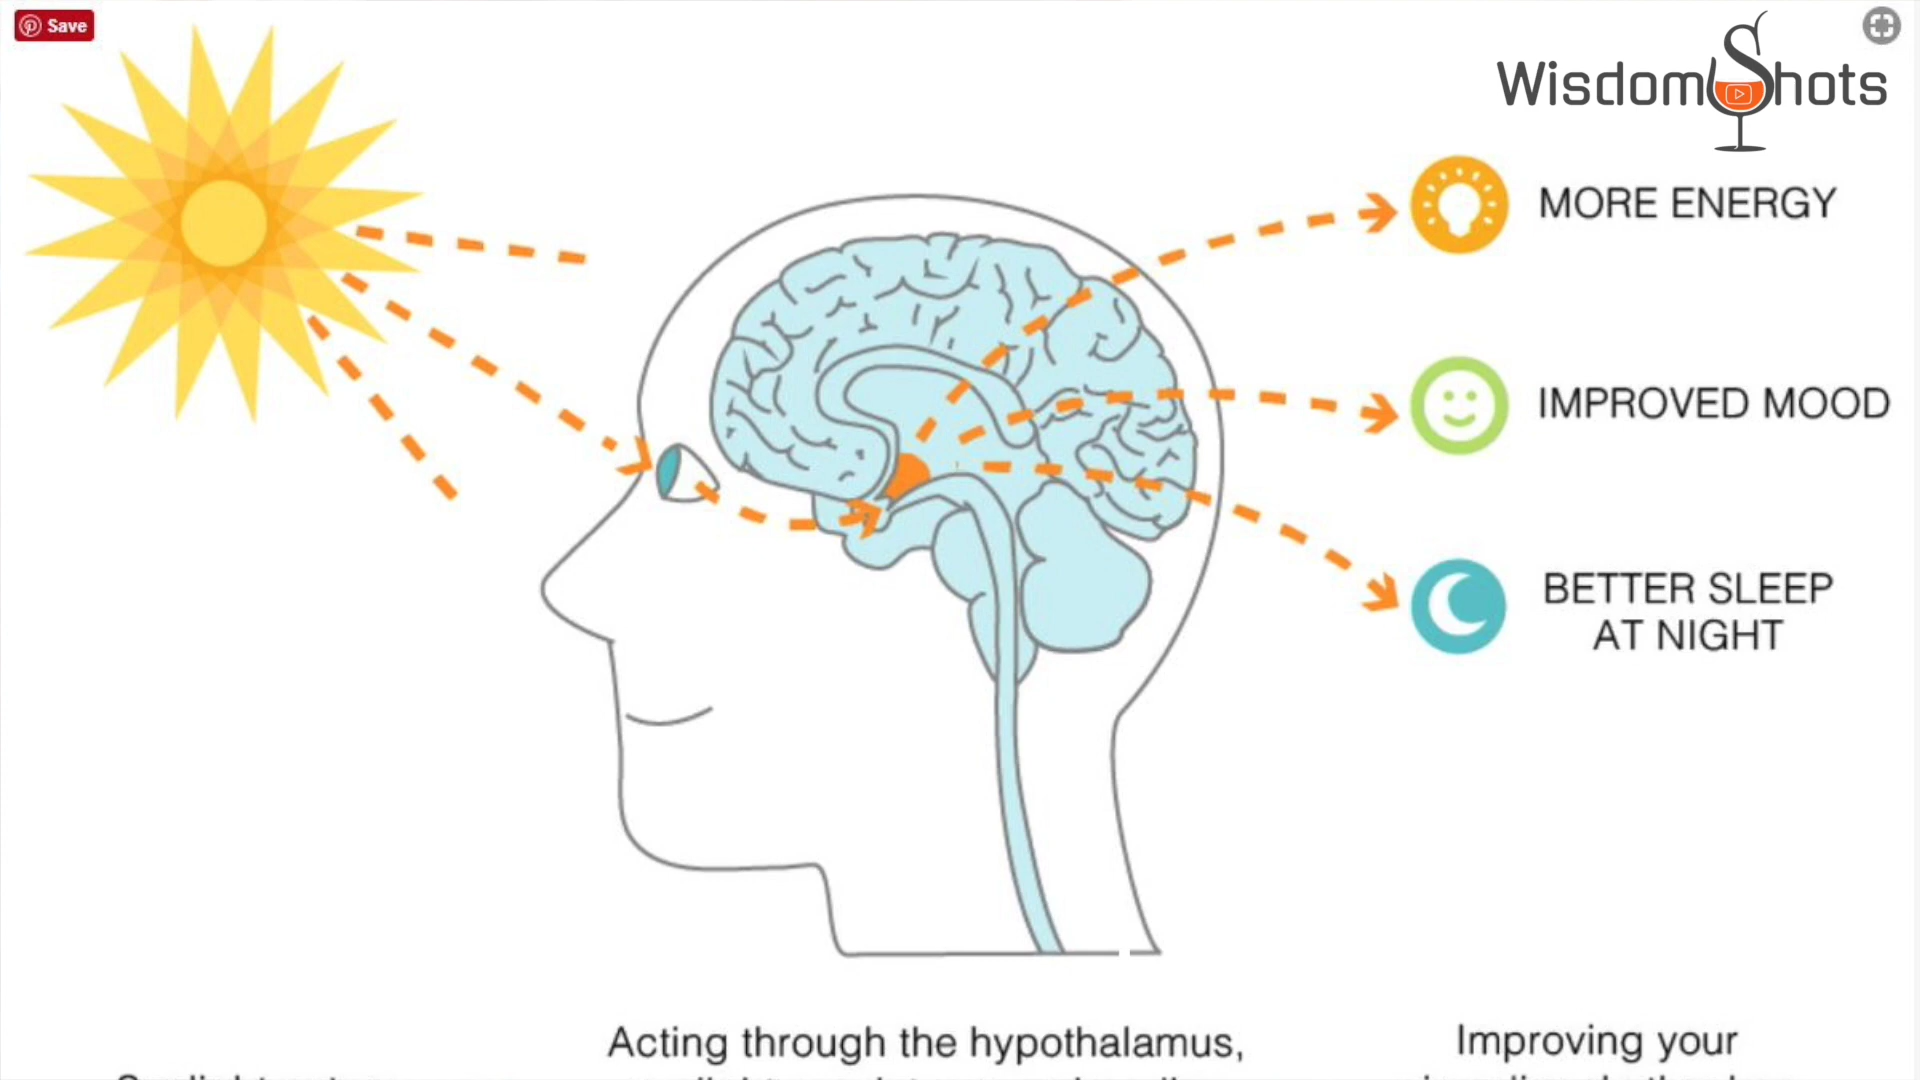 Save
WisdomShots
MORE ENERGY
IMPROVED MOOD
BETTER SLEEP
AT NIGHT
Acting through the hypothalamus,
Improving your